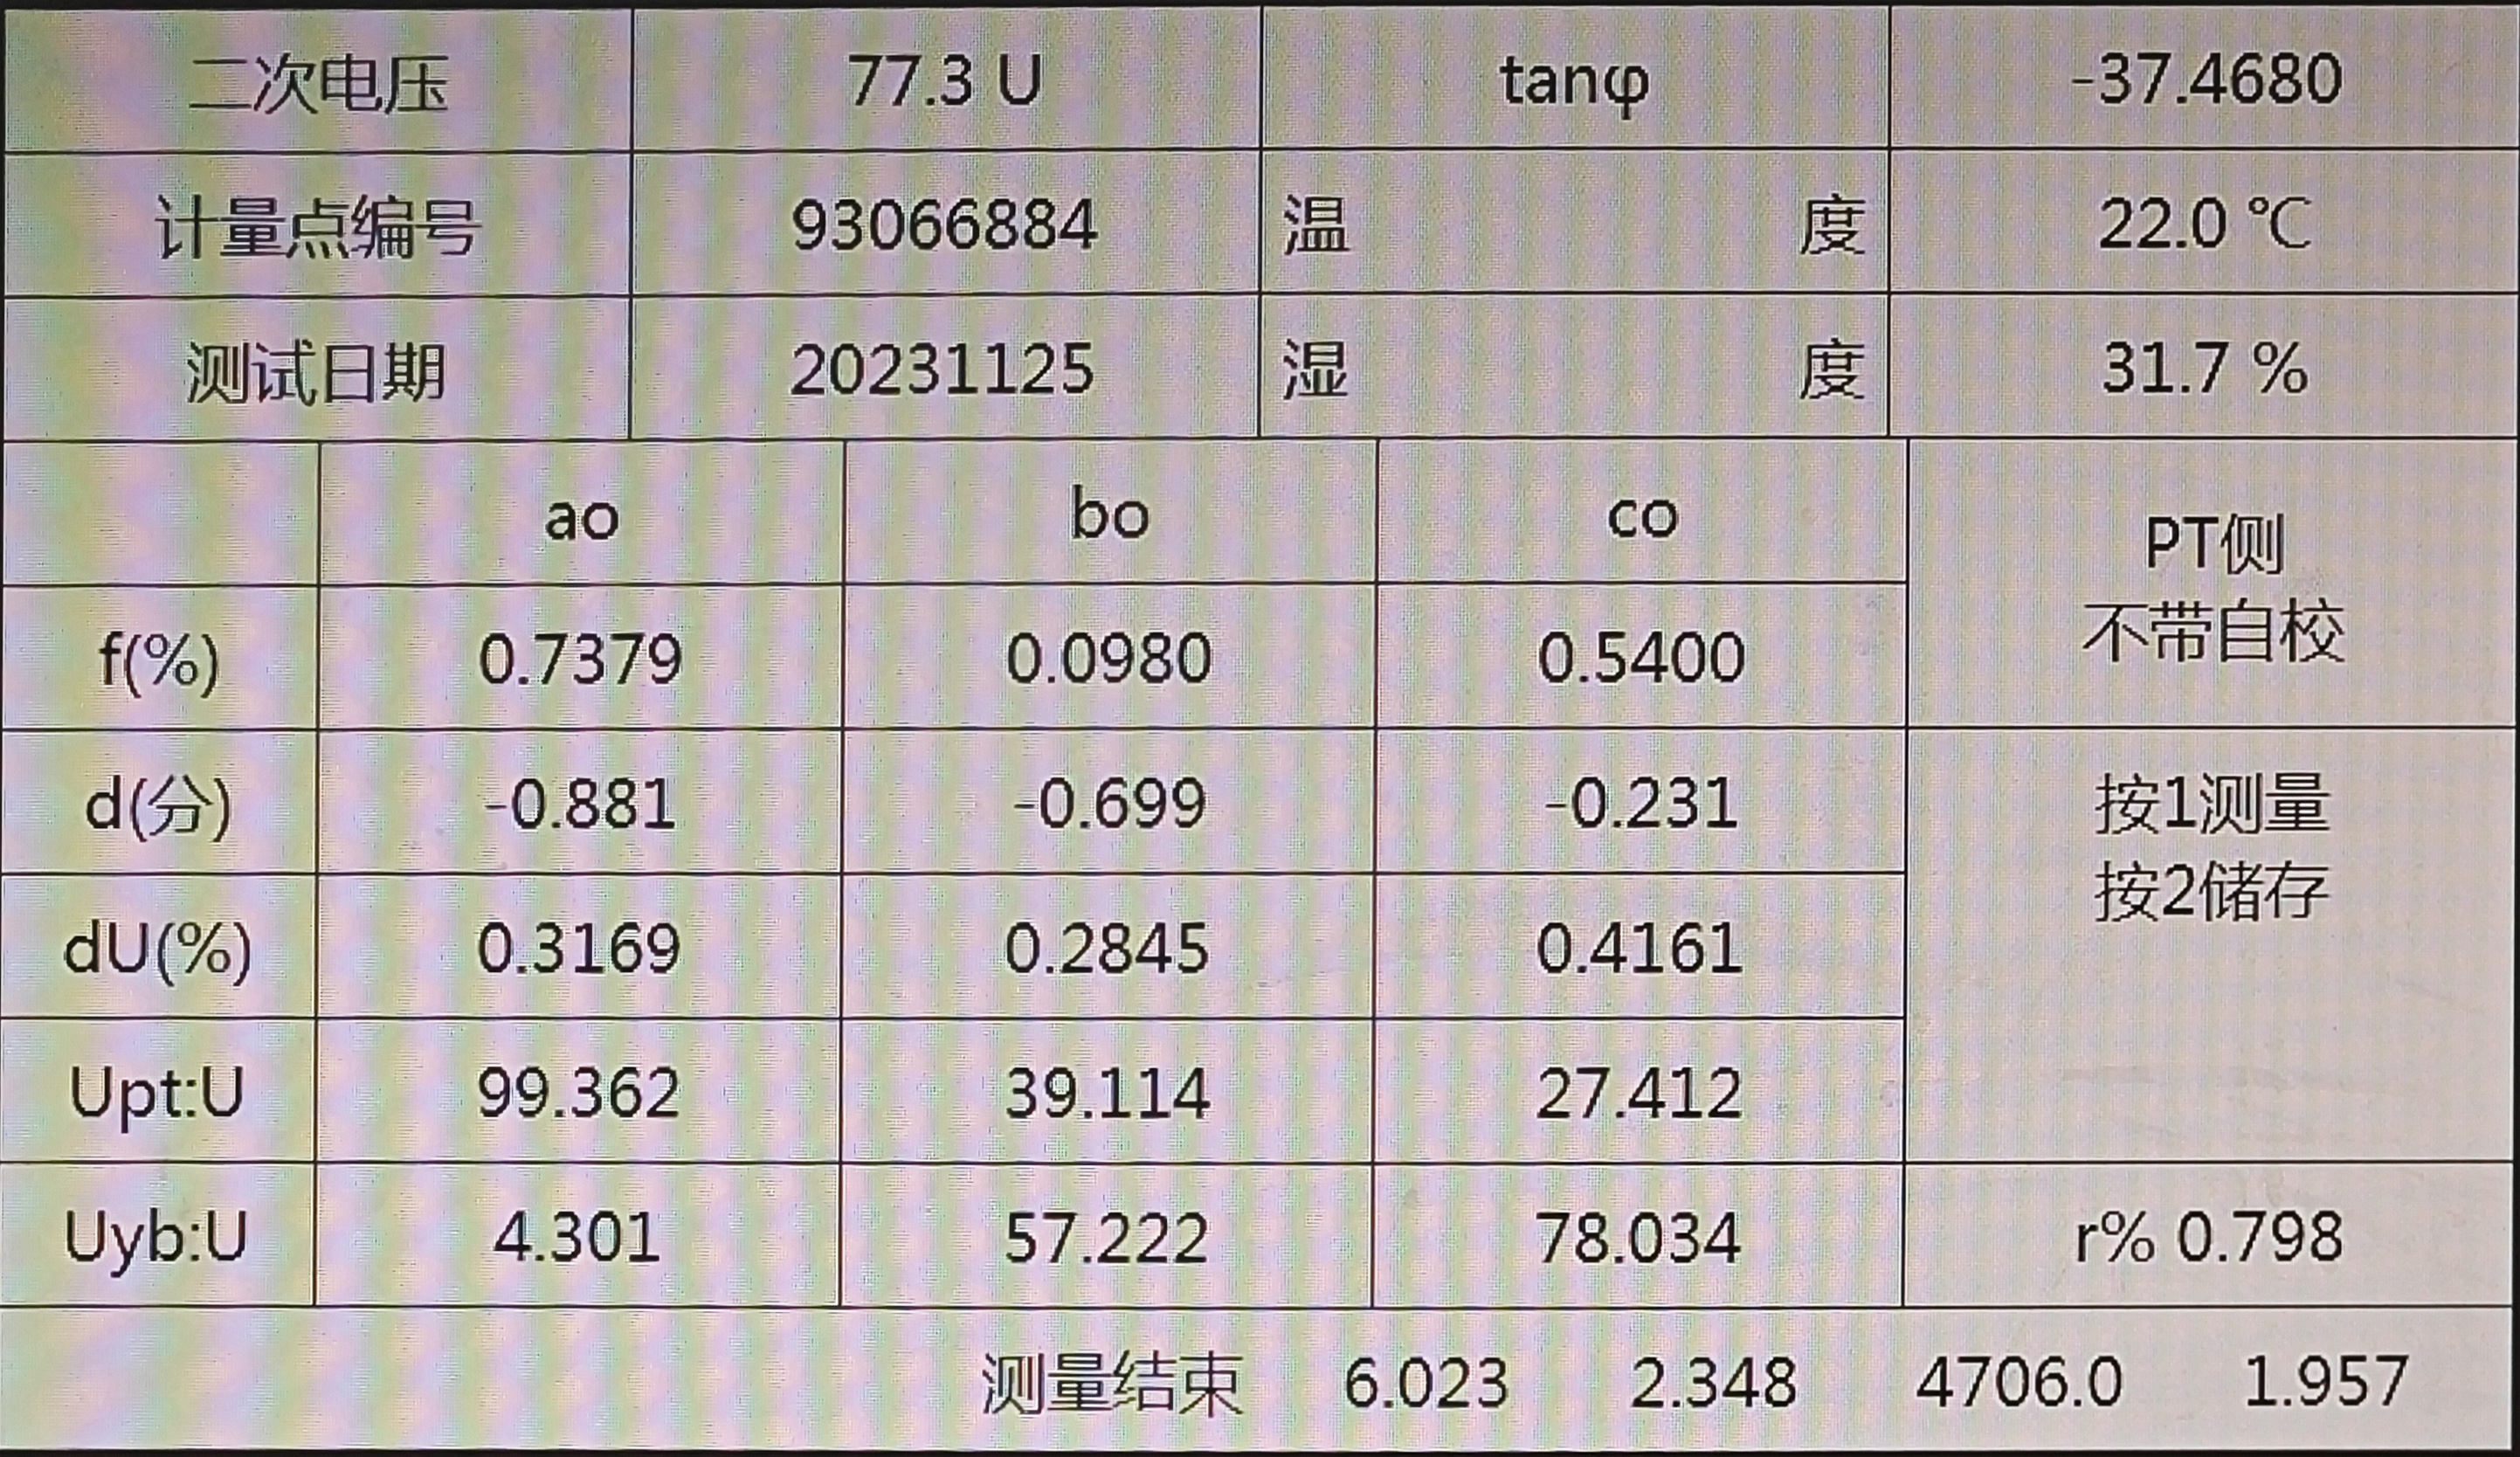 二次电压 77.3 U tanφ -37.4680
计量点编号 93066884 温 度 22.0 ℃
测试日期 20231125 湿 度 31.7 %
ao bo co PT侧
不带自校
f(%) 0.7379 0.0980 0.5400
d(分) -0.881 -0.699 -0.231 按1测量
按2储存
dU(%) 0.3169 0.2845 0.4161
Upt:U 99.362 39.114 27.412
Uyb:U 4.301 57.222 78.034 r% 0.798
测量结束 6.023 2.348 4706.0 1.957